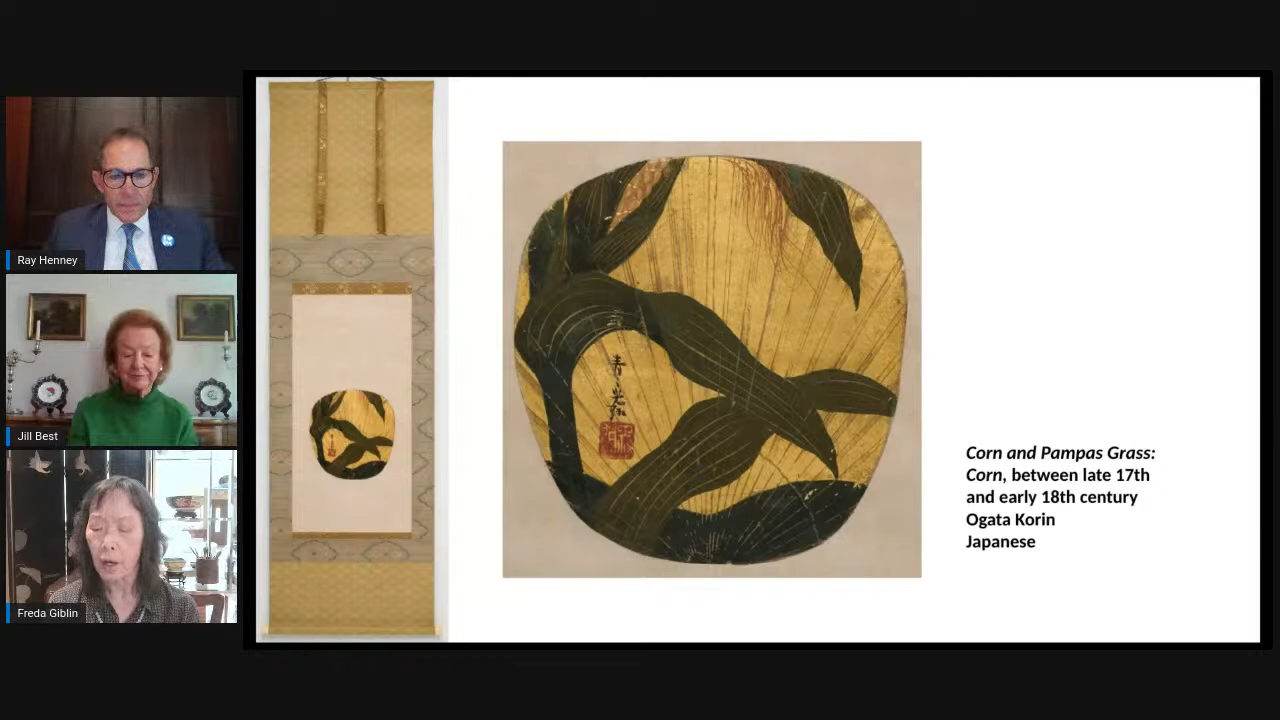 Ray Henney
Jill Best
Freda Giblin
Corn and Pampas Grass:
Corn, between late 17th
and early 18th century
Ogata Korin
Japanese